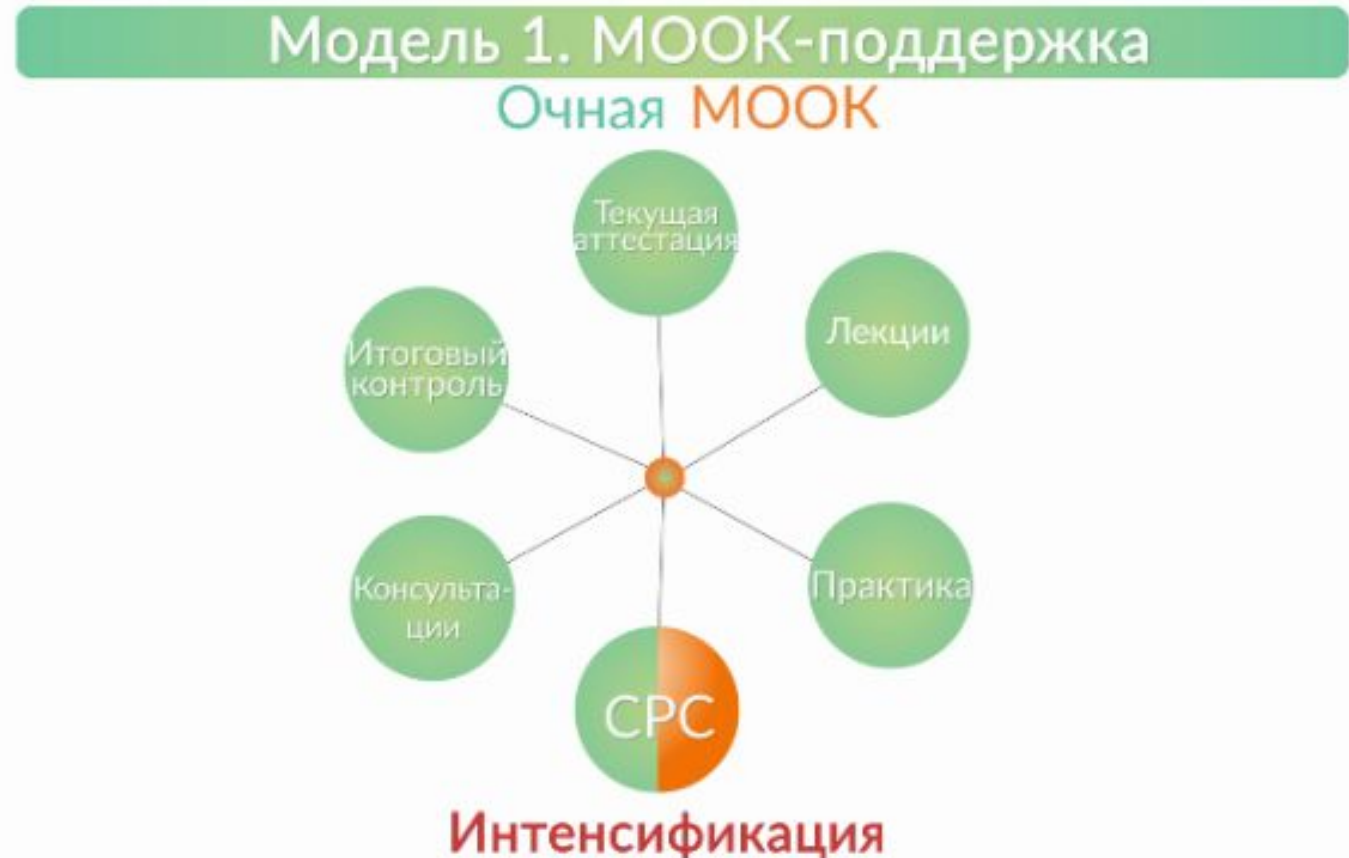 Модель 1. МООК-поддержка
Очная МООК
Текущая
аттестация
Лекции
Итоговый
контроль
Консульта-
ции
Практика
СРС
Интенсификация